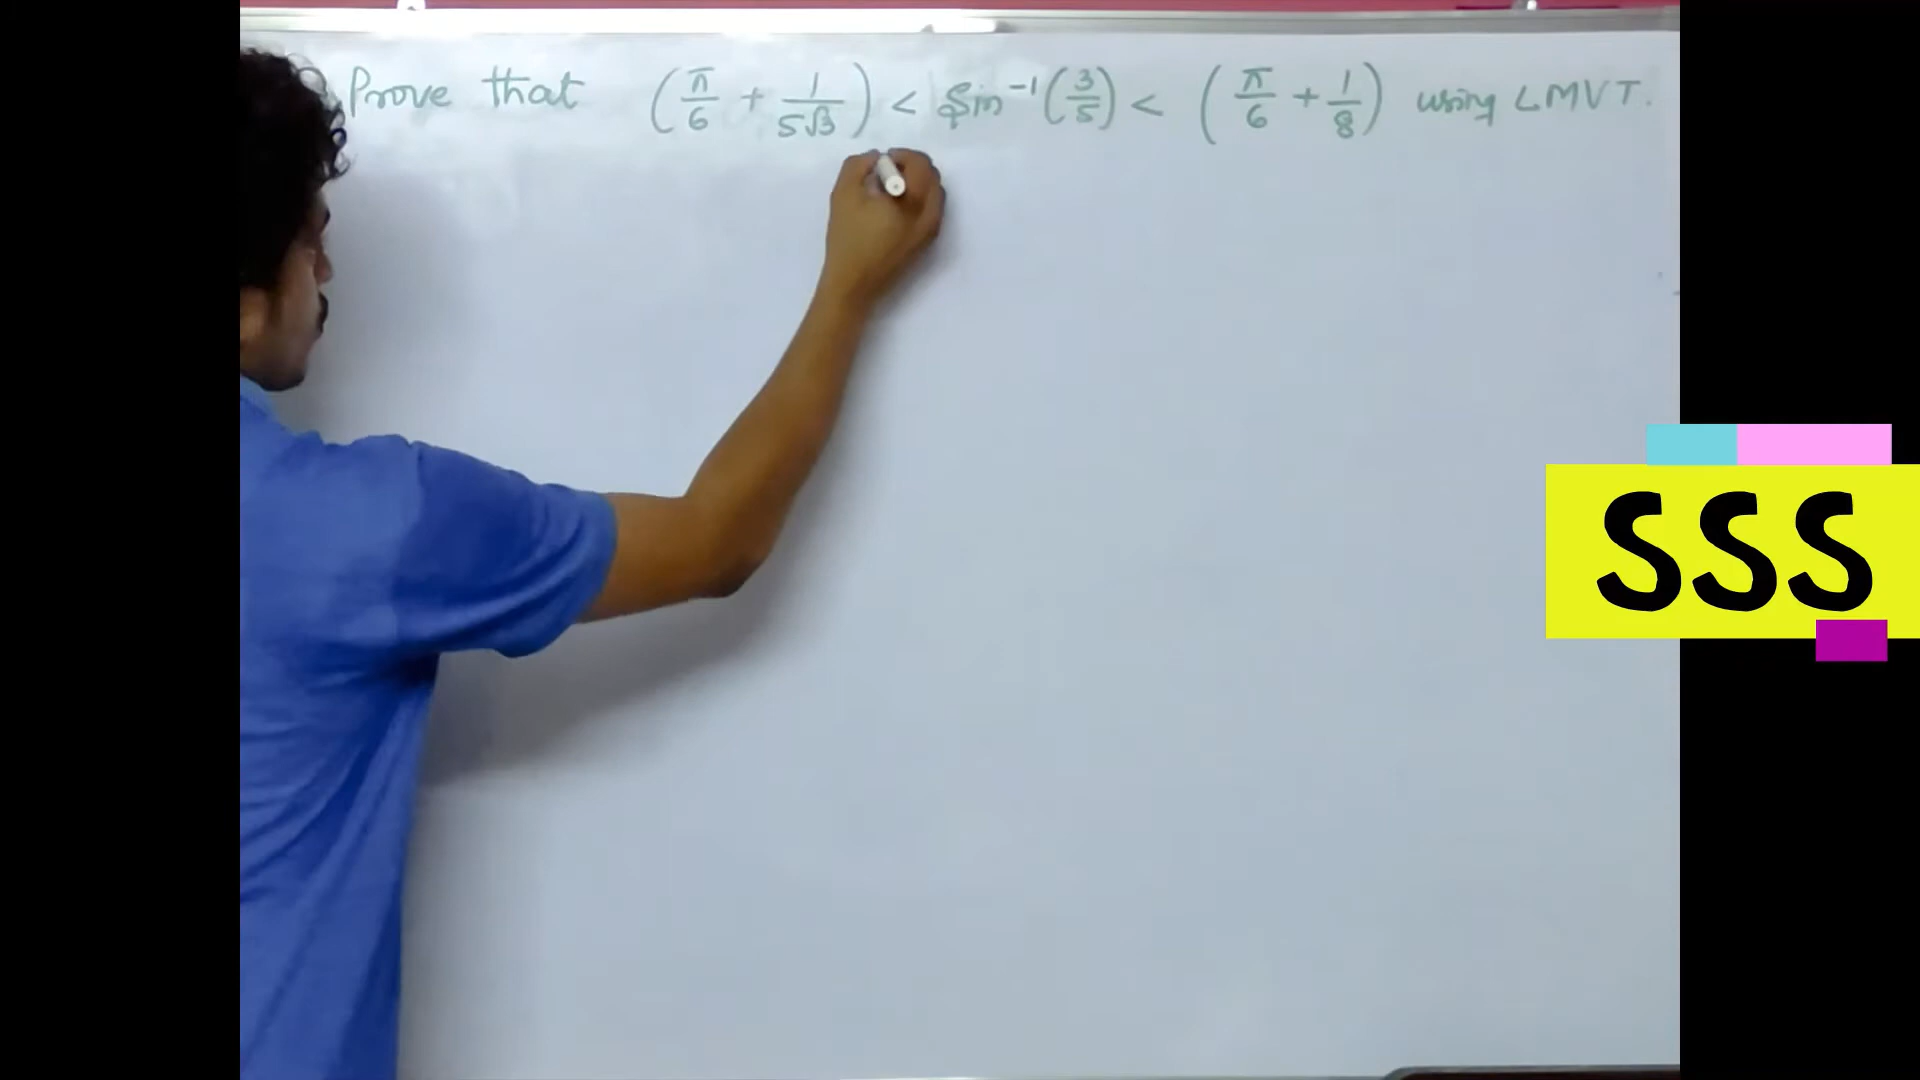 Prove that (π/6 + 1/5√3) < Sin⁻¹(3/5) < (π/6 + 1/8) using LMVT.
SSS